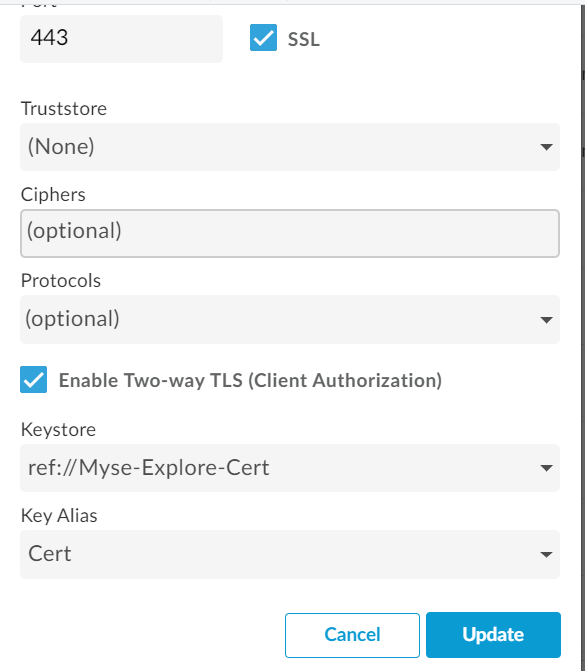 443
SSL
Truststore
(None)
Ciphers
(optional)
Protocols
(optional)
Enable Two-way TLS (Client Authorization)
Keystore
ref://Myse-Explore-Cert
Key Alias
Cert
Cancel
Update